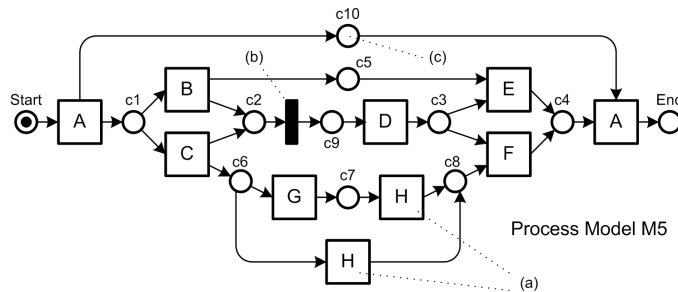 c10
(b)
(c)
c5
B
E
Start
c1
c2
c3
c4
End
A
D
A
c9
C
F
c6
c7
c8
G
H
Process Model M5
H
(a)